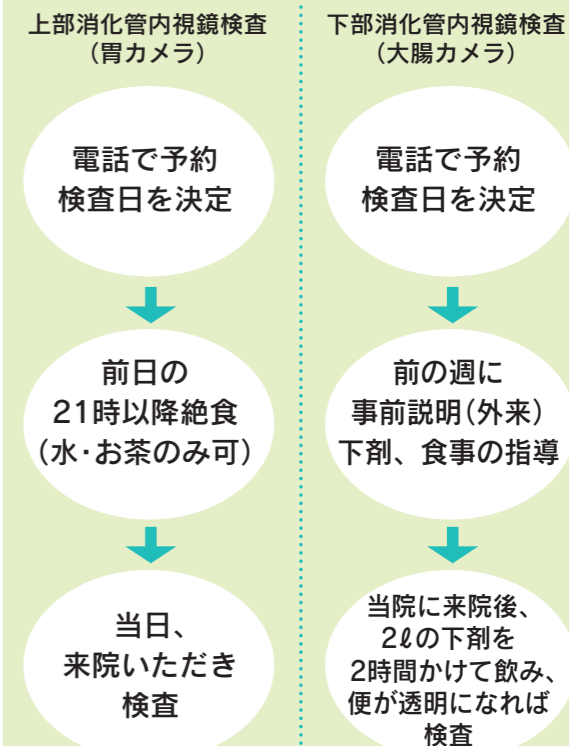 上部消化管内視鏡検査
（胃カメラ）
電話で予約
検査日を決定
前日の
21時以降絶食
（水・お茶のみ可）
当日、
来院いただき
検査
下部消化管内視鏡検査
（大腸カメラ）
電話で予約
検査日を決定
前の週に
事前説明（外来）
下剤、食事の指導
当院に来院後、
2ℓの下剤を
2時間かけて飲み、
便が透明になれば
検査